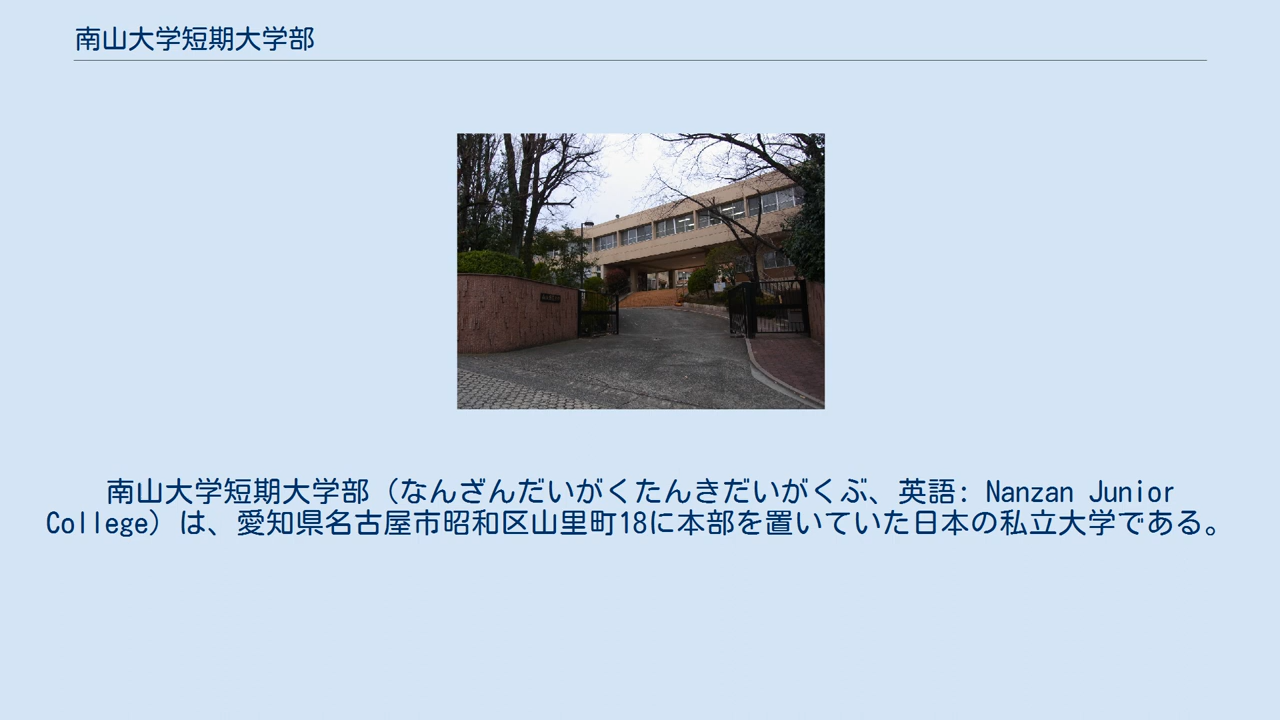 南山大学短期大学部
南山大学短期大学部（なんざんだいがくたんきだいがくぶ、英語: Nanzan Junior
College）は、愛知県名古屋市昭和区山里町18に本部を置いていた日本の私立大学である。